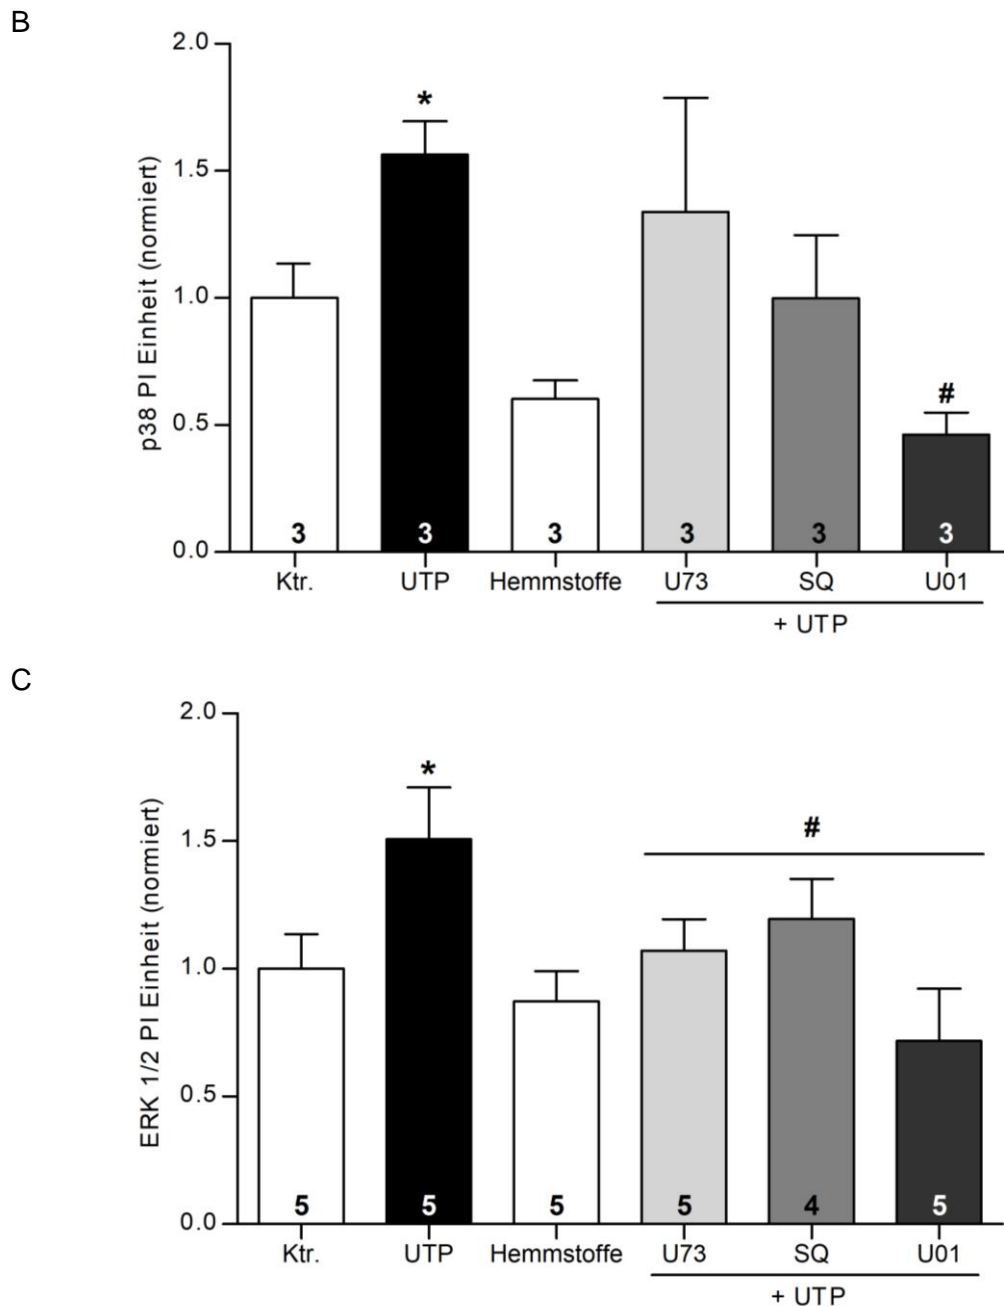 B
p38 PI Einheit (normiert)
2.0
1.5
1.0
0.5
0.0
*
#
3 3 3 3 3 3
Ktr. UTP Hemmstoffe U73 SQ U01
+ UTP
C
ERK 1/2 PI Einheit (normiert)
2.0
1.5
1.0
0.5
0.0
*
#
5 5 5 5 4 5
Ktr. UTP Hemmstoffe U73 SQ U01
+ UTP